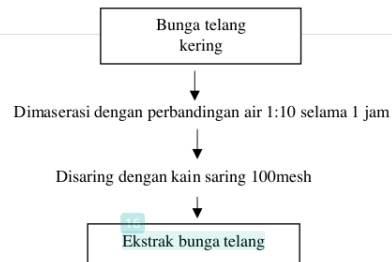 Bunga telang
kering
Dimaserasi dengan perbandingan air 1:10 selama 1 jam
Disaring dengan kain saring 100mesh
16
Ekstrak bunga telang